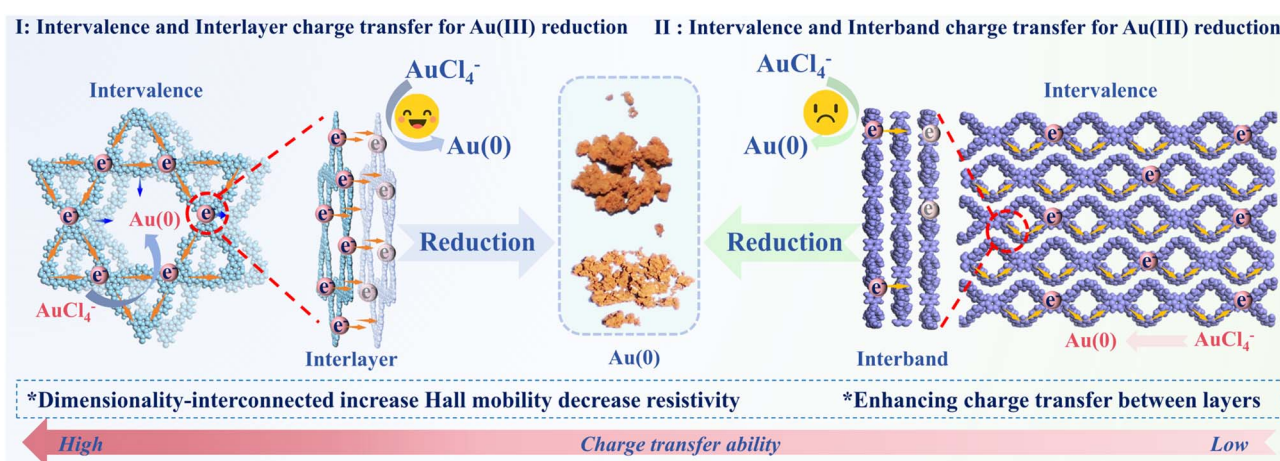 I: Intervalence and Interlayer charge transfer for Au(III) reduction
II : Intervalence and Interband charge transfer for Au(III) reduction
Intervalence
AuCl₄⁻
Au(0)
e⁻ e⁻
e⁻ e⁻
e⁻ e⁻
Au(0)
AuCl₄⁻
e⁻ e⁻
e⁻ e⁻
e⁻ e⁻
e⁻ e⁻
e⁻
Interlayer
Reduction
Au(0)
Reduction
AuCl₄⁻
Au(0)
e⁻ e⁻
e⁻
e⁻
Interband
Intervalence
e⁻ e⁻
e⁻
e⁻ e⁻
e⁻
e⁻ e⁻
Au(0)
AuCl₄⁻
*Dimensionality-interconnected increase Hall mobility decrease resistivity
*Enhancing charge transfer between layers
High
Charge transfer ability
Low